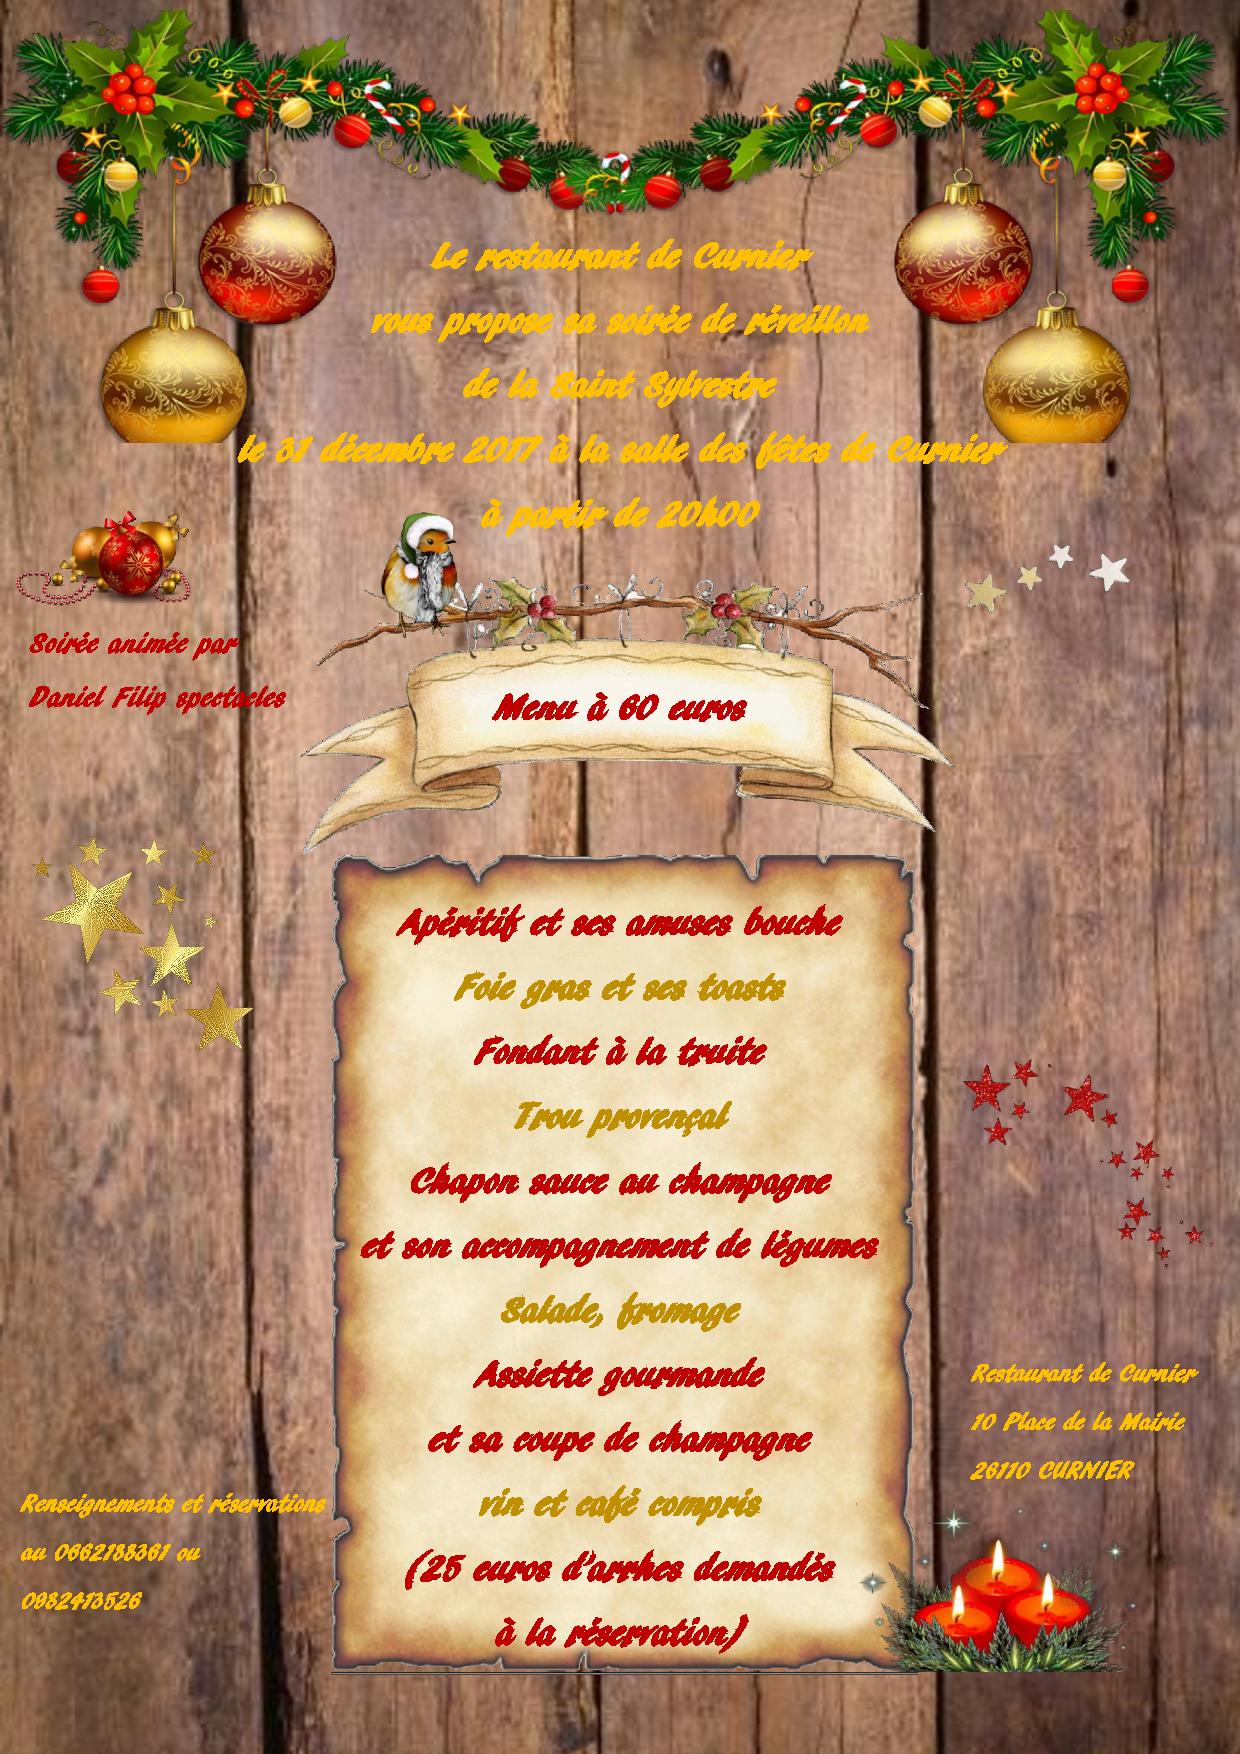 Le restaurant de Curnier
vous propose sa soirée de réveillon
de la Saint Sylvestre
le 31 décembre 2017 à la salle des fêtes de Curnier
à partir de 20h00
Soirée animée par
Daniel Filip spectacles
Menu à 60 euros
Apéritif et ses amuses bouche
Foie gras et ses toasts
Fondant à la truite
Trou provençal
Chapon sauce au champagne
et son accompagnement de légumes
Salade, fromage
Assiette gourmande
et sa coupe de champagne
vin et café compris
(25 euros d'arrhes demandés
à la réservation)
Restaurant de Curnier
10 Place de la Mairie
26110 CURNIER
Renseignements et réservations
au ou